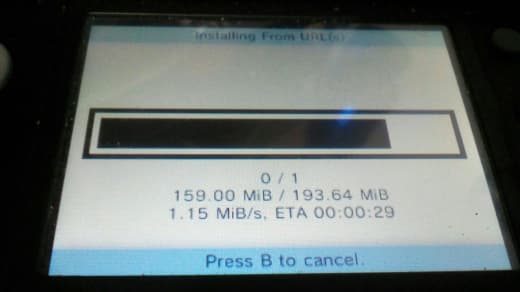 Installing From URL(s)
0 / 1
159.00 MiB / 193.64 MiB
1.15 MiB/s, ETA 00:00:29
Press B to cancel.